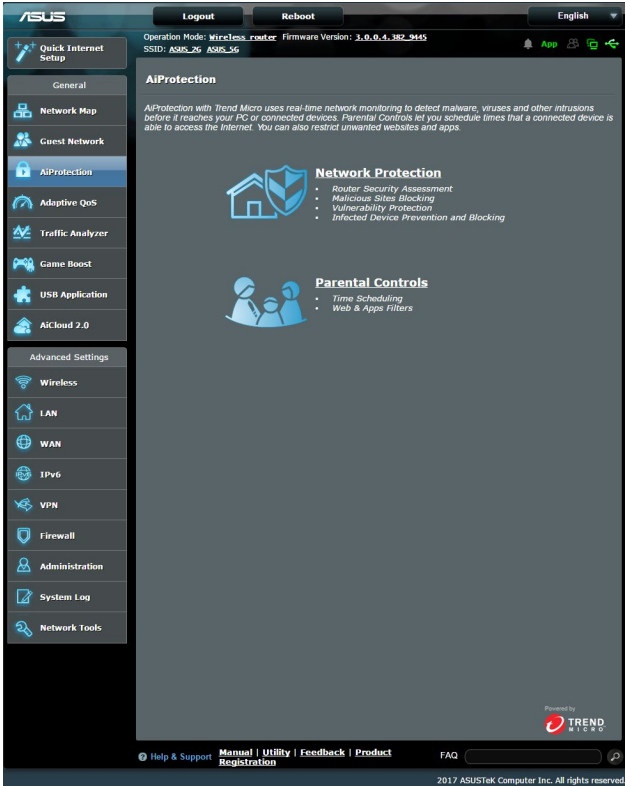 ASUS
Logout
Reboot
English
Quick Internet
Setup
Operation Mode: Wireless router Firmware Version: 3.0.0.4.382_9445
SSID: ASUS_2G ASUS_5G
App
General
Network Map
Guest Network
AiProtection
Adaptive QoS
Traffic Analyzer
Game Boost
USB Application
AiCloud 2.0
Advanced Settings
Wireless
LAN
WAN
IPv6
VPN
Firewall
Administration
System Log
Network Tools
AiProtection
AiProtection with Trend Micro uses real-time network monitoring to detect malware, viruses and other intrusions
before it reaches your PC or connected devices. Parental Controls let you schedule times that a connected device is
able to access the Internet. You can also restrict unwanted websites and apps.
Network Protection
• Router Security Assessment
• Malicious Sites Blocking
• Vulnerability Protection
• Infected Device Prevention and Blocking
Parental Controls
• Time Scheduling
• Web & Apps Filters
Powered by
TREND
MICRO
Help & Support
Manual | Utility | Feedback | Product
Registration
FAQ
2017 ASUSTeK Computer Inc. All rights reserved.